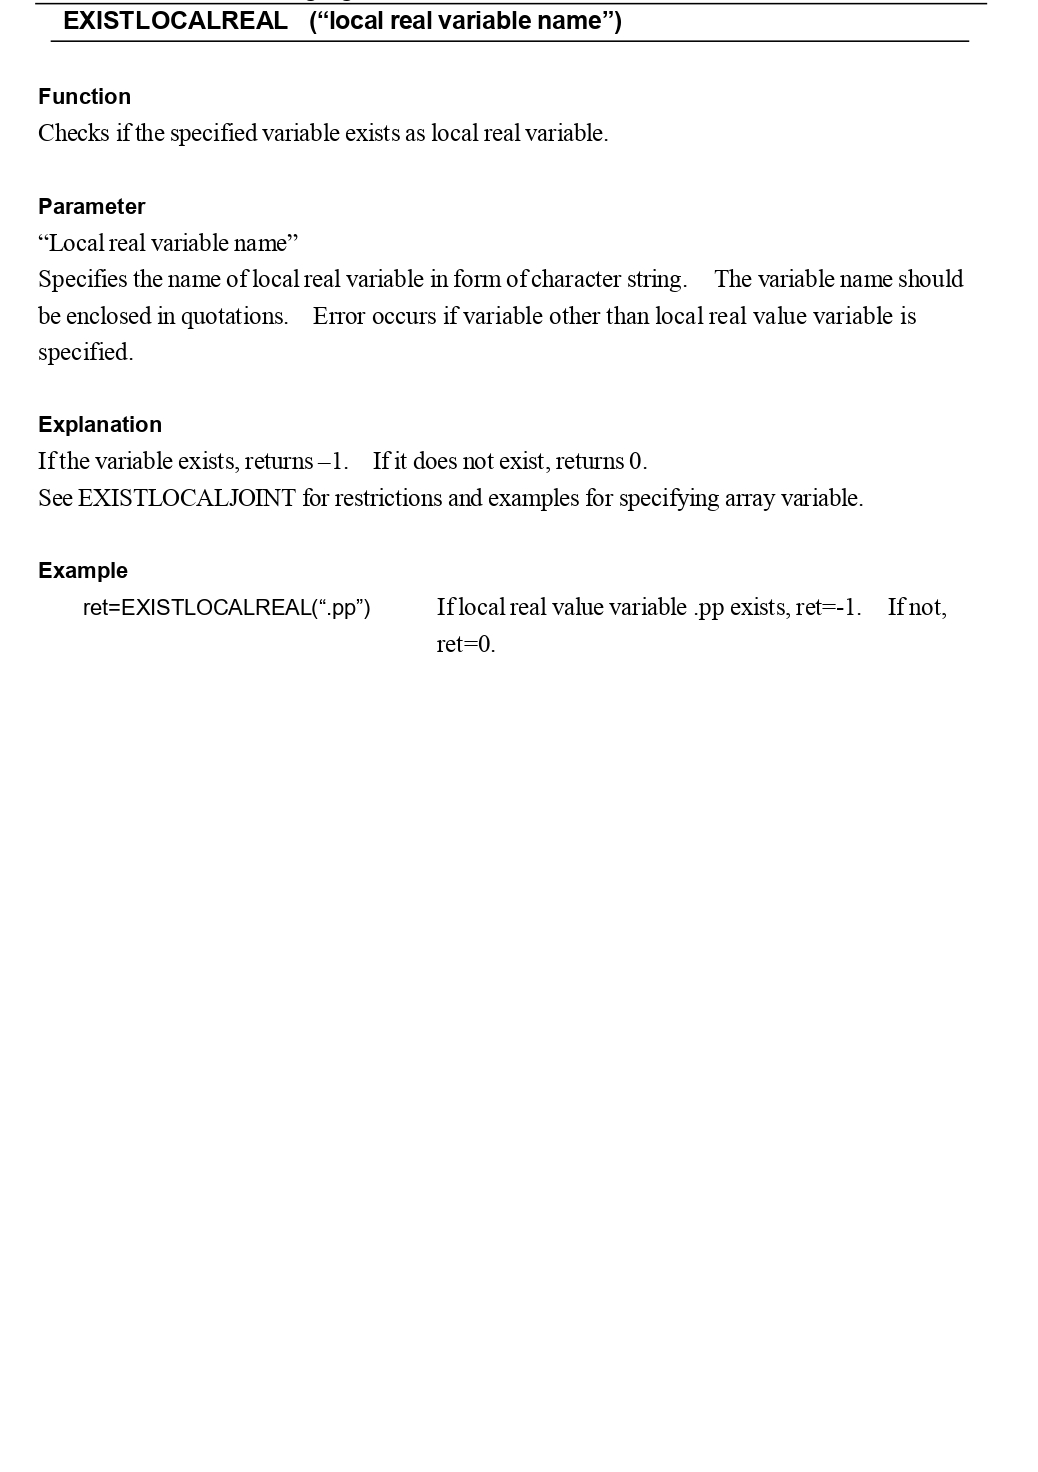 EXISTLOCALREAL (“local real variable name”)
Function
Checks if the specified variable exists as local real variable.
Parameter
“Local real variable name”
Specifies the name of local real variable in form of character string. The variable name should
be enclosed in quotations. Error occurs if variable other than local real value variable is
specified.
Explanation
If the variable exists, returns –1. If it does not exist, returns 0.
See EXISTLOCALJOINT for restrictions and examples for specifying array variable.
Example
ret=EXISTLOCALREAL(“.pp”) If local real value variable .pp exists, ret=-1. If not,
ret=0.